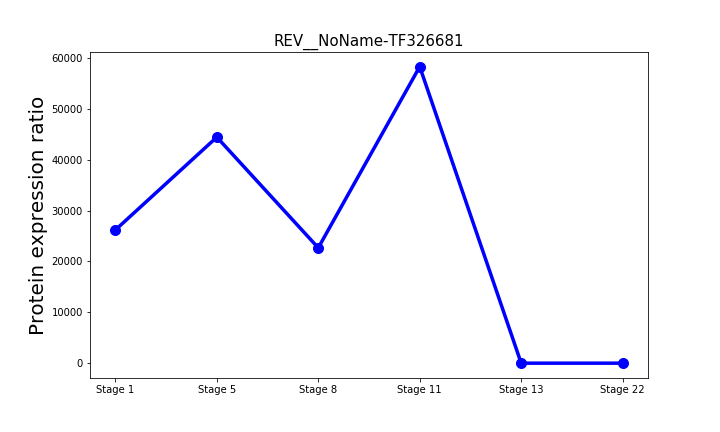 REV__NoName-TF326681
Protein expression ratio
60000
50000
40000
30000
20000
10000
0
Stage 1 Stage 5 Stage 8 Stage 11 Stage 13 Stage 22